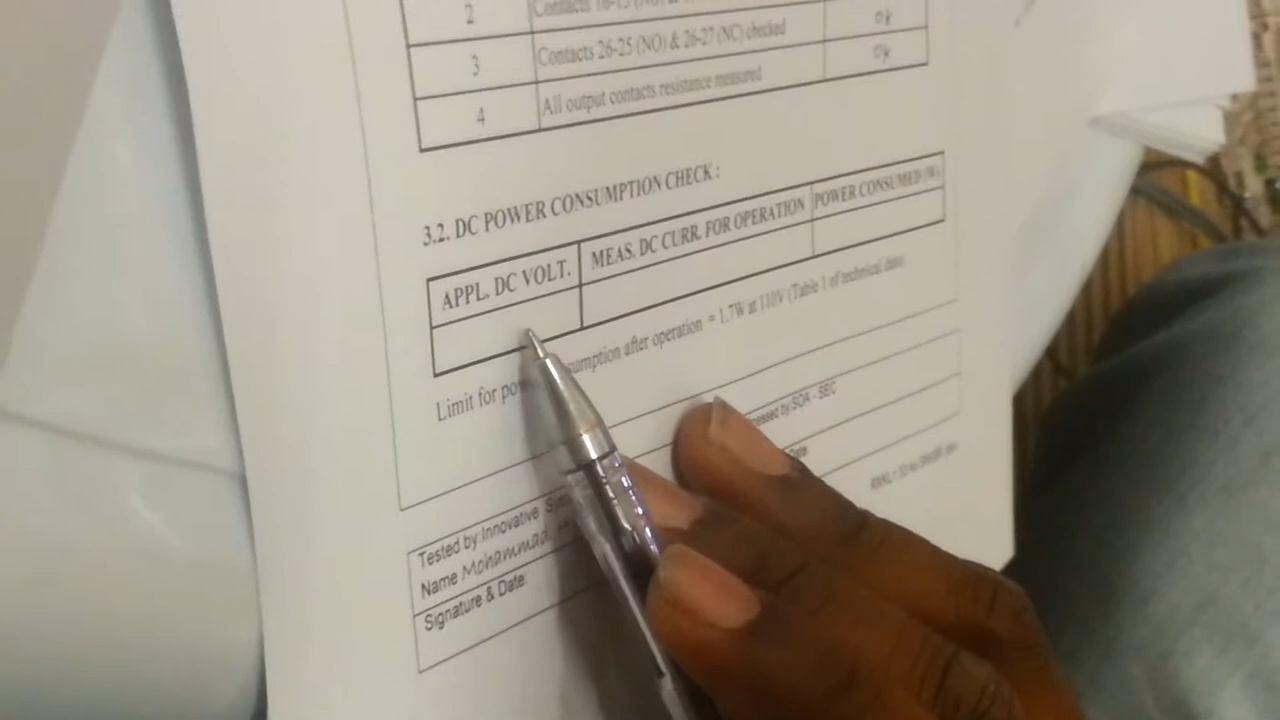 2 Contacts
ok
3 Contacts 26-25 (NO) & 26-27 (NC) checked ok
4 All output contacts resistance measured
3.2. DC POWER CONSUMPTION CHECK :
APPL. DC VOLT. MEAS. DC CURR. FOR OPERATION POWER CONSUMED (W)
Limit for pow sumption after operation = 1.7W at 110V (Table 1 of technical data)
Tested by:Innovative Sy essed by SOA - SEC
Name Mohammad, Date
Signature & Date: